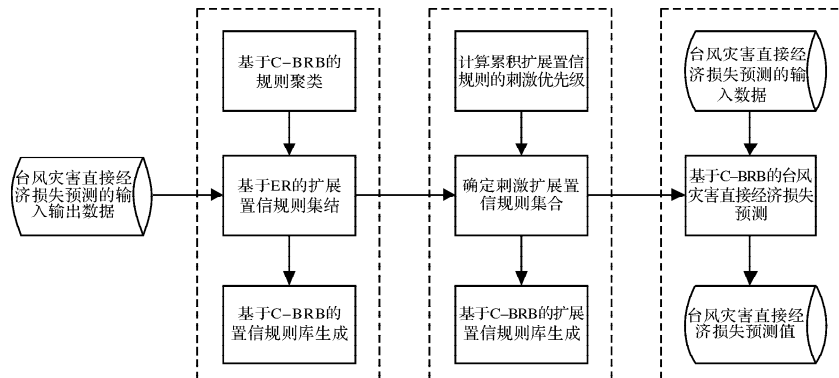 台风灾害直接经
济损失预测的输
入输出数据
基于C-BRB的
规则聚类
基于ER的扩展
置信规则集结
基于C-BRB的
置信规则库生成
计算累积扩展置信
规则的刺激优先级
确定刺激扩展置
信规则集合
基于C-BRB的扩展
置信规则库生成
台风灾害直接经
济损失预测的输
入数据
基于C-BRB的台风
灾害直接经济损失
预测
台风灾害直接经
济损失预测值